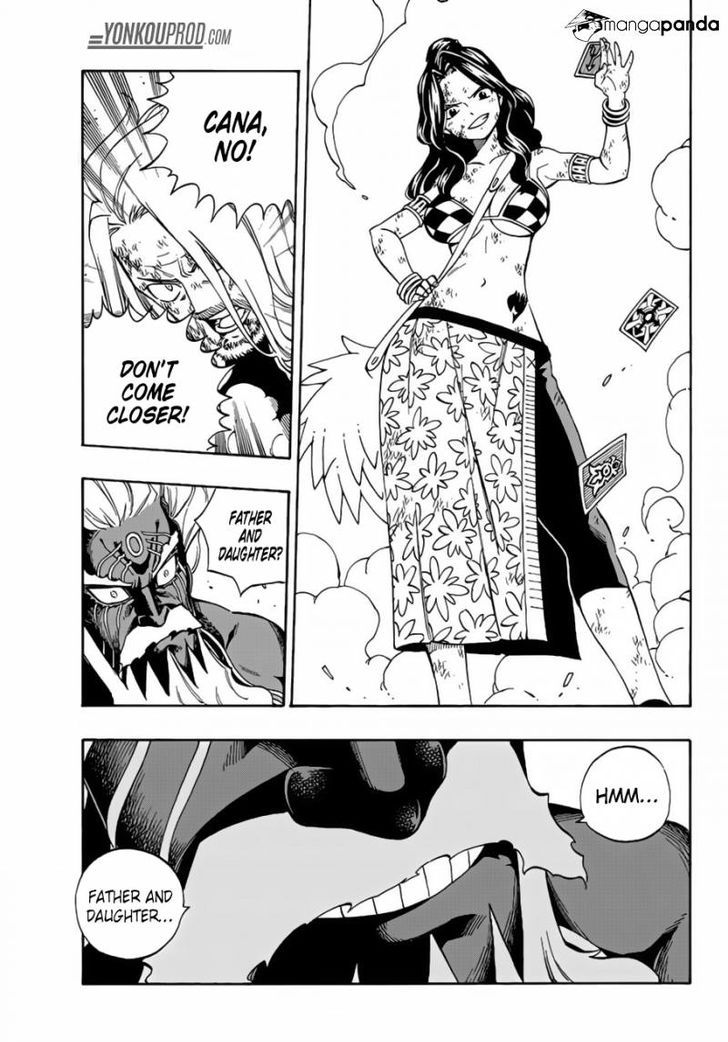 =YONKOUPROD.COM
mangapanda
CANA,
NO!
DON'T
COME
CLOSER!
FATHER
AND
DAUGHTER?
HMM...
FATHER AND
DAUGHTER...